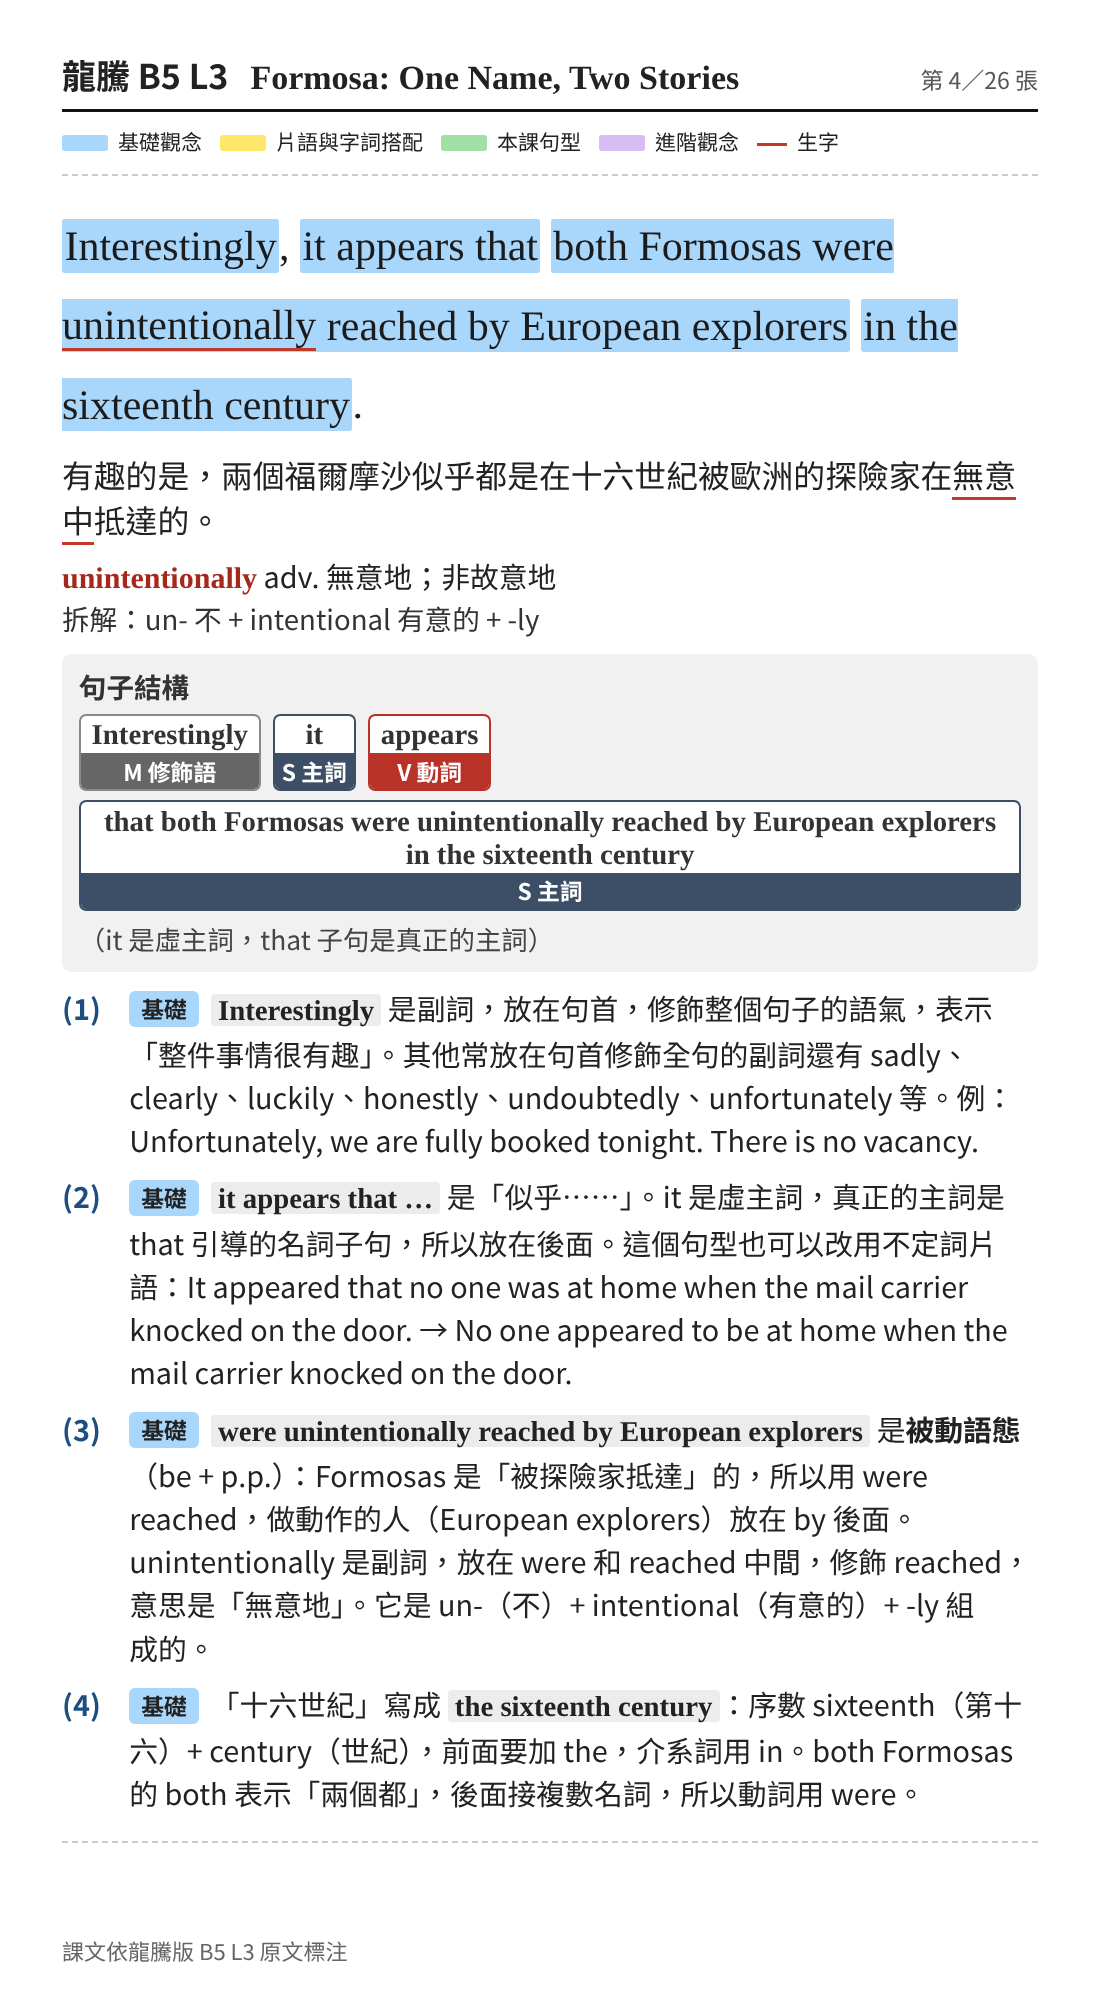 龍騰 B5 L3 Formosa: One Name, Two Stories 第 4／26 張
基礎觀念 片語與字詞搭配 本課句型 進階觀念 生字
Interestingly, it appears that both Formosas were
unintentionally reached by European explorers in the
sixteenth century.
有趣的是，兩個福爾摩沙似乎都是在十六世紀被歐洲的探險家在無意
中抵達的。
unintentionally adv. 無意地；非故意地
拆解：un- 不 + intentional 有意的 + -ly
句子結構
Interestingly it appears
M 修飾語 S 主詞 V 動詞
that both Formosas were unintentionally reached by European explorers
in the sixteenth century
S 主詞
（it 是虛主詞，that 子句是真正的主詞）
(1) 基礎 Interestingly 是副詞，放在句首，修飾整個句子的語氣，表示
「整件事情很有趣」。其他常放在句首修飾全句的副詞還有 sadly、
clearly、luckily、honestly、undoubtedly、unfortunately 等。例：
Unfortunately, we are fully booked tonight. There is no vacancy.
(2) 基礎 it appears that … 是「似乎……」。it 是虛主詞，真正的主詞是
that 引導的名詞子句，所以放在後面。這個句型也可以改用不定詞片
語：It appeared that no one was at home when the mail carrier
knocked on the door. → No one appeared to be at home when the
mail carrier knocked on the door.
(3) 基礎 were unintentionally reached by European explorers 是被動語態
（be + p.p.）：Formosas 是「被探險家抵達」的，所以用 were
reached，做動作的人（European explorers）放在 by 後面。
unintentionally 是副詞，放在 were 和 reached 中間，修飾 reached，
意思是「無意地」。它是 un-（不）+ intentional（有意的）+ -ly 組
成的。
(4) 基礎 「十六世紀」寫成 the sixteenth century：序數 sixteenth（第十
六）+ century（世紀），前面要加 the，介系詞用 in。both Formosas
的 both 表示「兩個都」，後面接複數名詞，所以動詞用 were。
課文依龍騰版 B5 L3 原文標注